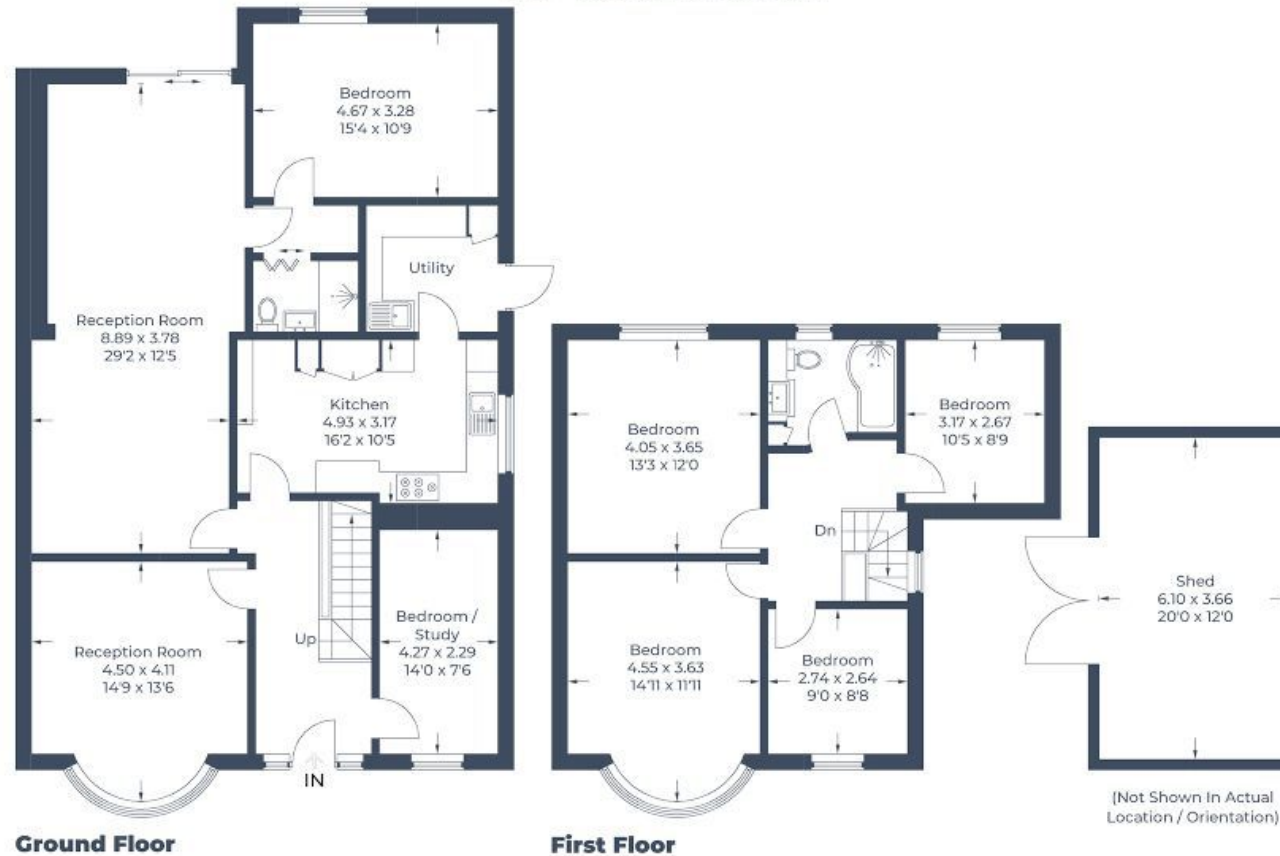 Bedroom
4.67 x 3.28
15'4 x 10'9
Utility
Reception Room
8.89 x 3.78
29'2 x 12'5
Kitchen
4.93 x 3.17
16'2 x 10'5
Up
Bedroom /
Study
4.27 x 2.29
14'0 x 7'6
Reception Room
4.50 x 4.11
14'9 x 13'6
IN
Ground Floor
Bedroom
4.05 x 3.65
13'3 x 12'0
Bedroom
3.17 x 2.67
10'5 x 8'9
Dn
Bedroom
4.55 x 3.63
14'11 x 11'11
Bedroom
2.74 x 2.64
9'0 x 8'8
First Floor
Shed
6.10 x 3.66
20'0 x 12'0
(Not Shown In Actual
Location / Orientation)